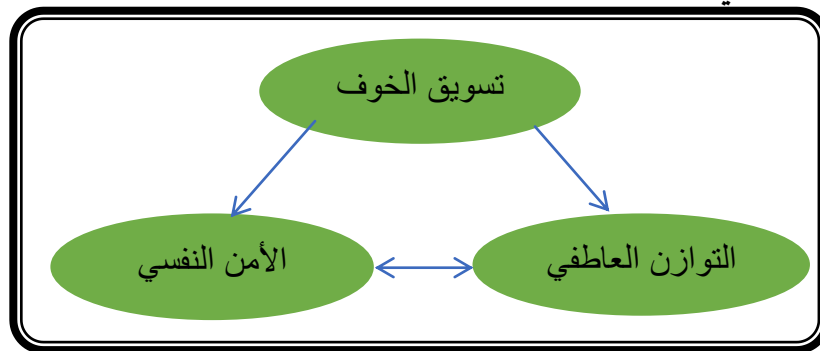 تسويق الخوف
التوازن العاطفي
الأمن النفسي